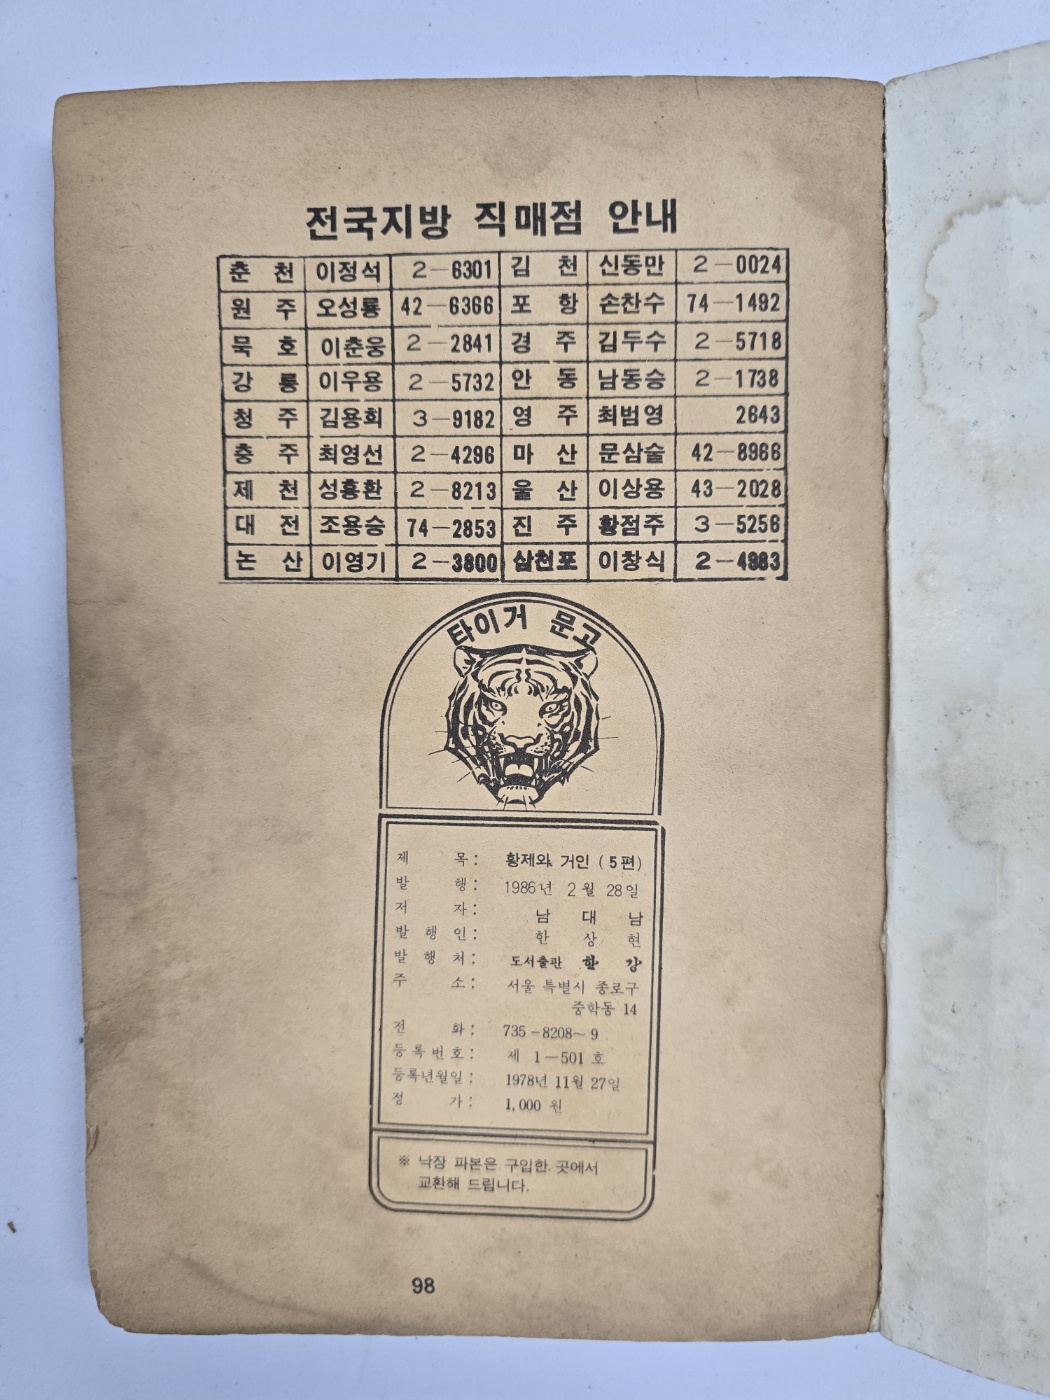 전국지방 직매점 안내
춘 천 이정석 2-6301 김 천 신동만 2-0024
원 주 오성룡 42-6366 포 항 손찬수 74-1492
묵 호 이춘웅 2-2841 경 주 김두수 2-5718
강 릉 이우용 2-5732 안 동 남동승 2-1738
청 주 김용회 3-9182 영 주 최범영 2643
충 주 최영선 2-4296 마 산 문삼술 42-8966
제 천 성흥환 2-8213 울 산 이상용 43-2028
대 전 조용승 74-2853 진 주 황점주 3-5256
논 산 이영기 2-3800 삼천포 이창식 2-4983
타이거 문고
제 목: 황제와 거인 (5편)
발 행: 1986년 2월 28일
저 자: 남 대 남
발 행 인: 한 상 현
발 행 처: 도서출판 한 강
주 소: 서울 특별시 종로구
중학동 14
전 화: 735-8208~9
등록번호: 제 1-501 호
등록년월일: 1978년 11월 27일
정 가: 1,000 원
※ 낙장 파본은 구입한 곳에서
교환해 드립니다.
98